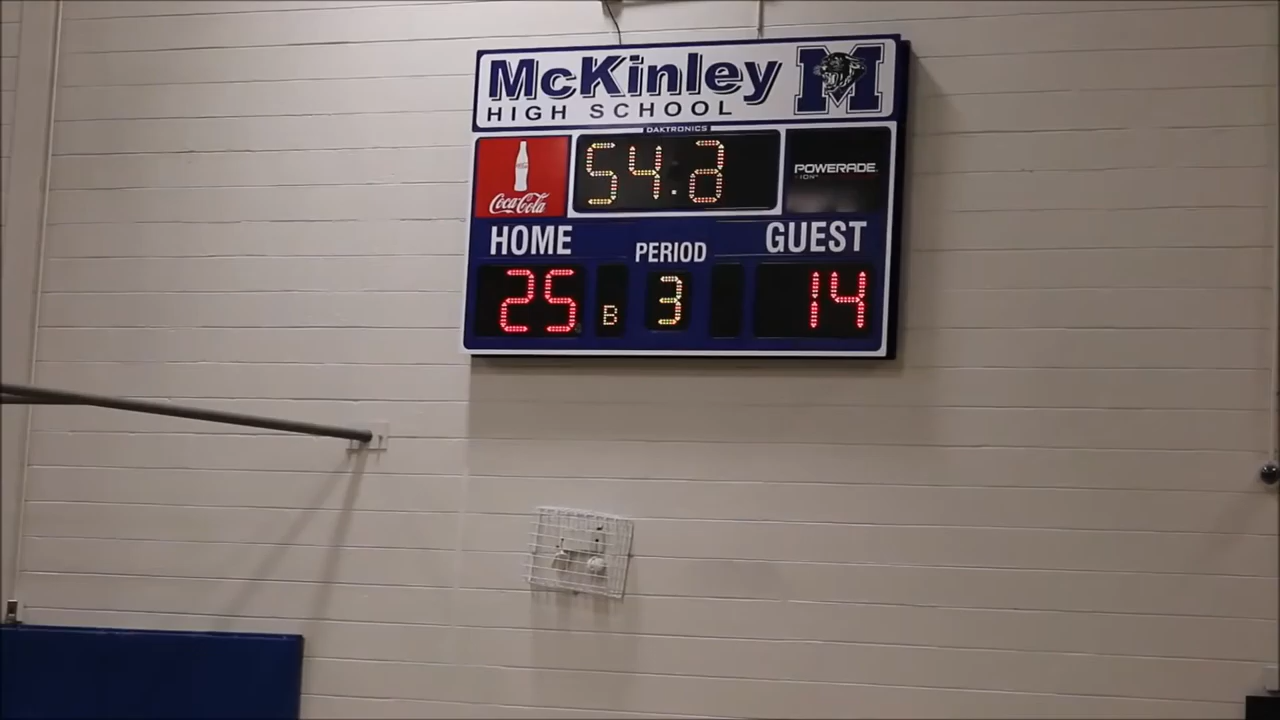 McKinley
HIGH SCHOOL
M
DAKTRONICS
Coca-Cola
54.2
POWERADE
ION4
HOME
PERIOD
GUEST
25
B
3
14